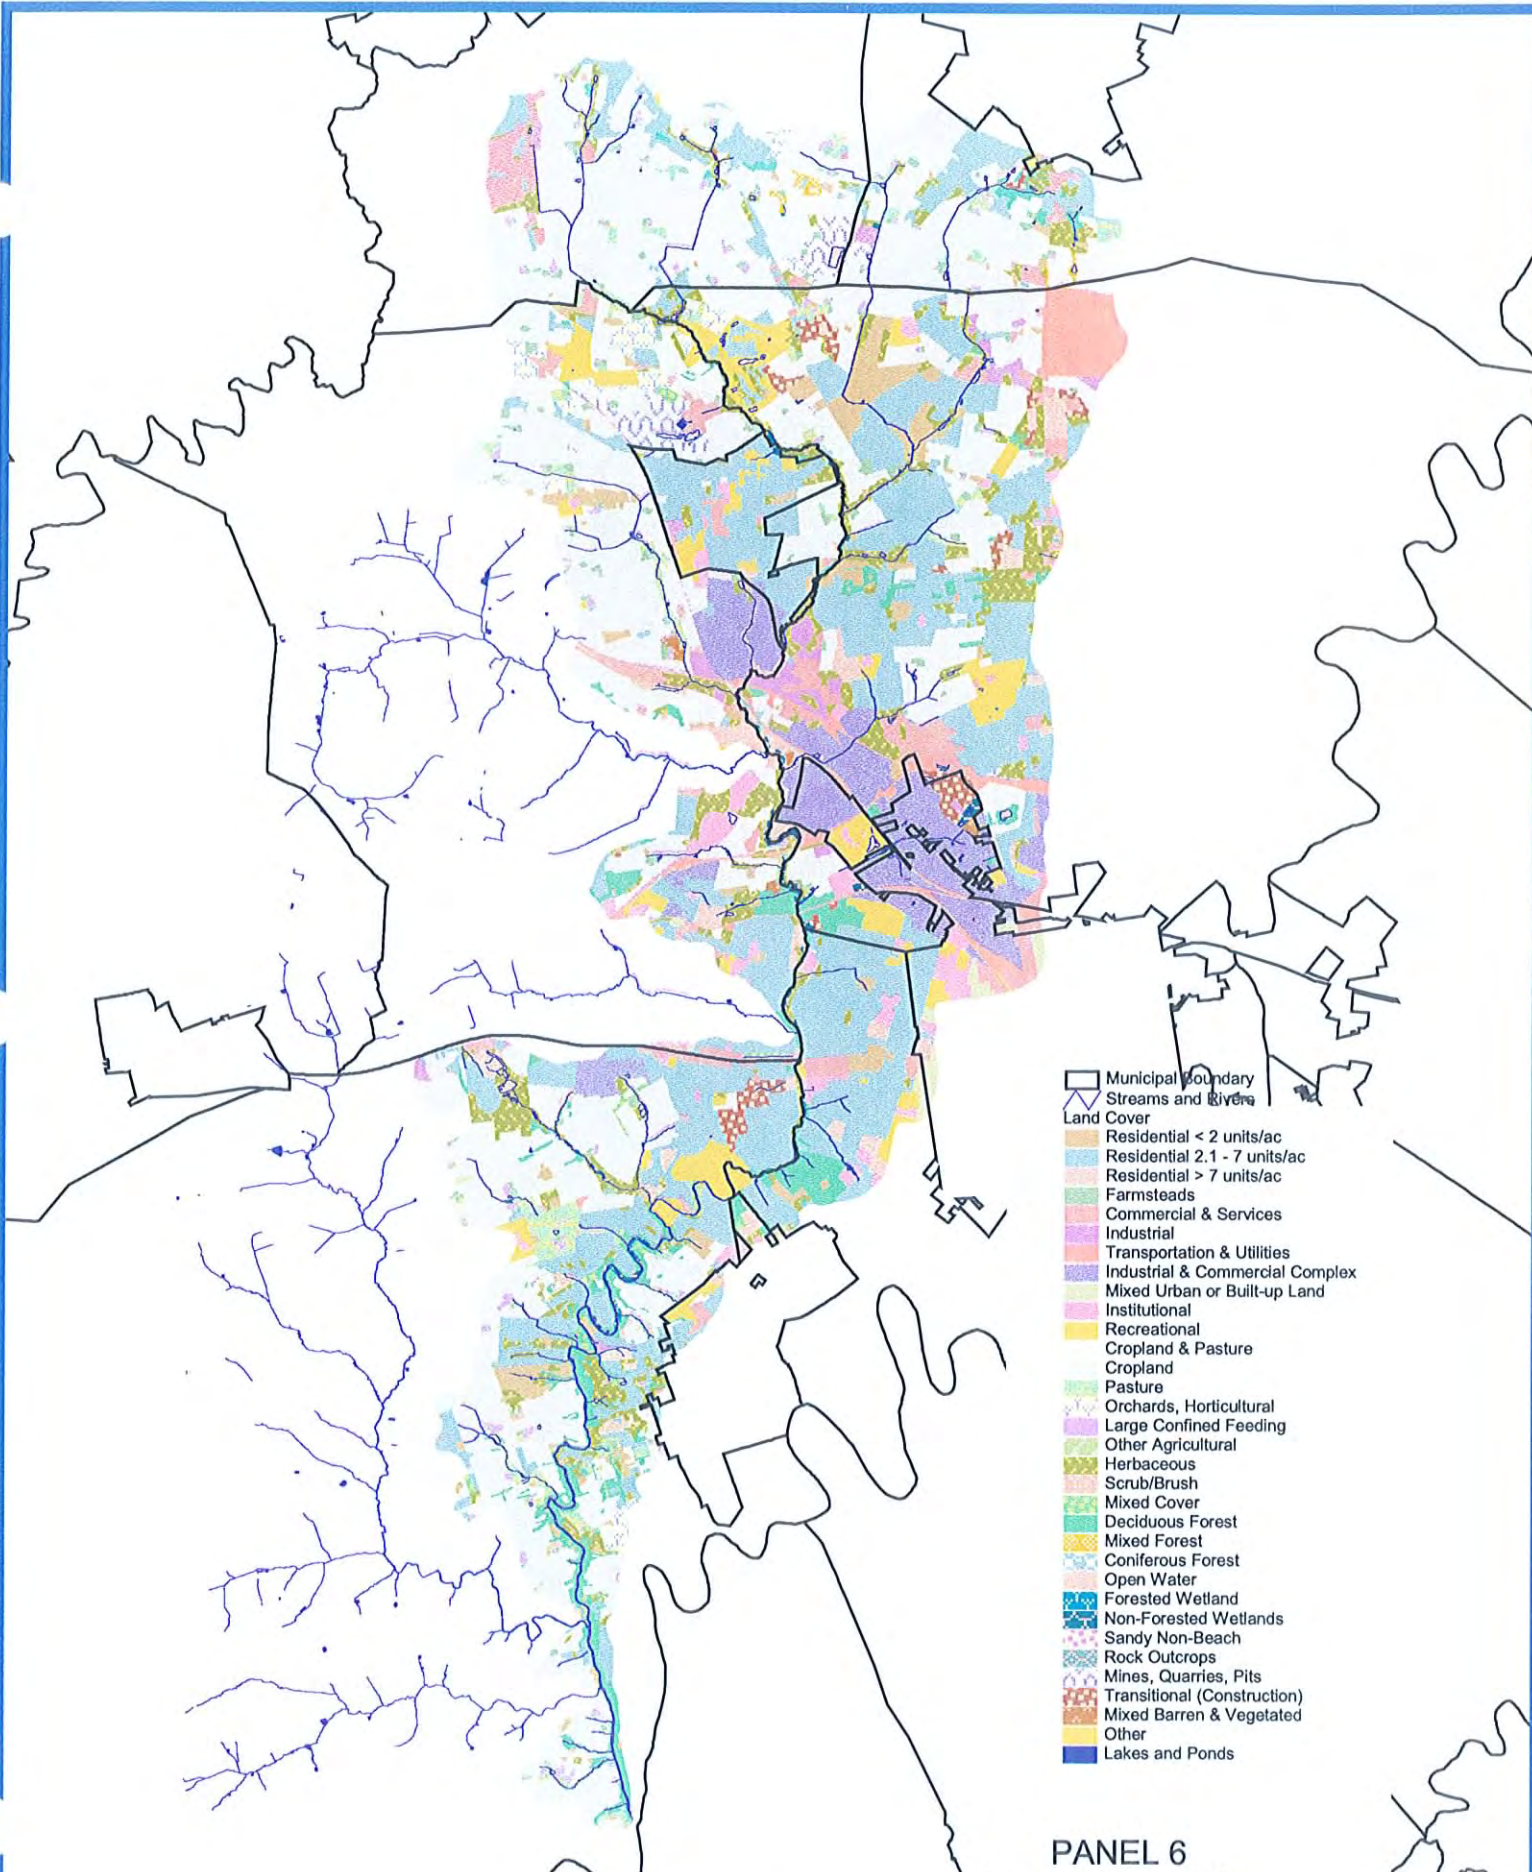 Municipal Boundary
Streams and Rivers
Land Cover
Residential < 2 units/ac
Residential 2.1 - 7 units/ac
Residential > 7 units/ac
Farmsteads
Commercial & Services
Industrial
Transportation & Utilities
Industrial & Commercial Complex
Mixed Urban or Built-up Land
Institutional
Recreational
Cropland & Pasture
Cropland
Pasture
Orchards, Horticultural
Large Confined Feeding
Other Agricultural
Herbaceous
Scrub/Brush
Mixed Cover
Deciduous Forest
Mixed Forest
Coniferous Forest
Open Water
Forested Wetland
Non-Forested Wetlands
Sandy Non-Beach
Rock Outcrops
Mines, Quarries, Pits
Transitional (Construction)
Mixed Barren & Vegetated
Other
Lakes and Ponds
PANEL 6